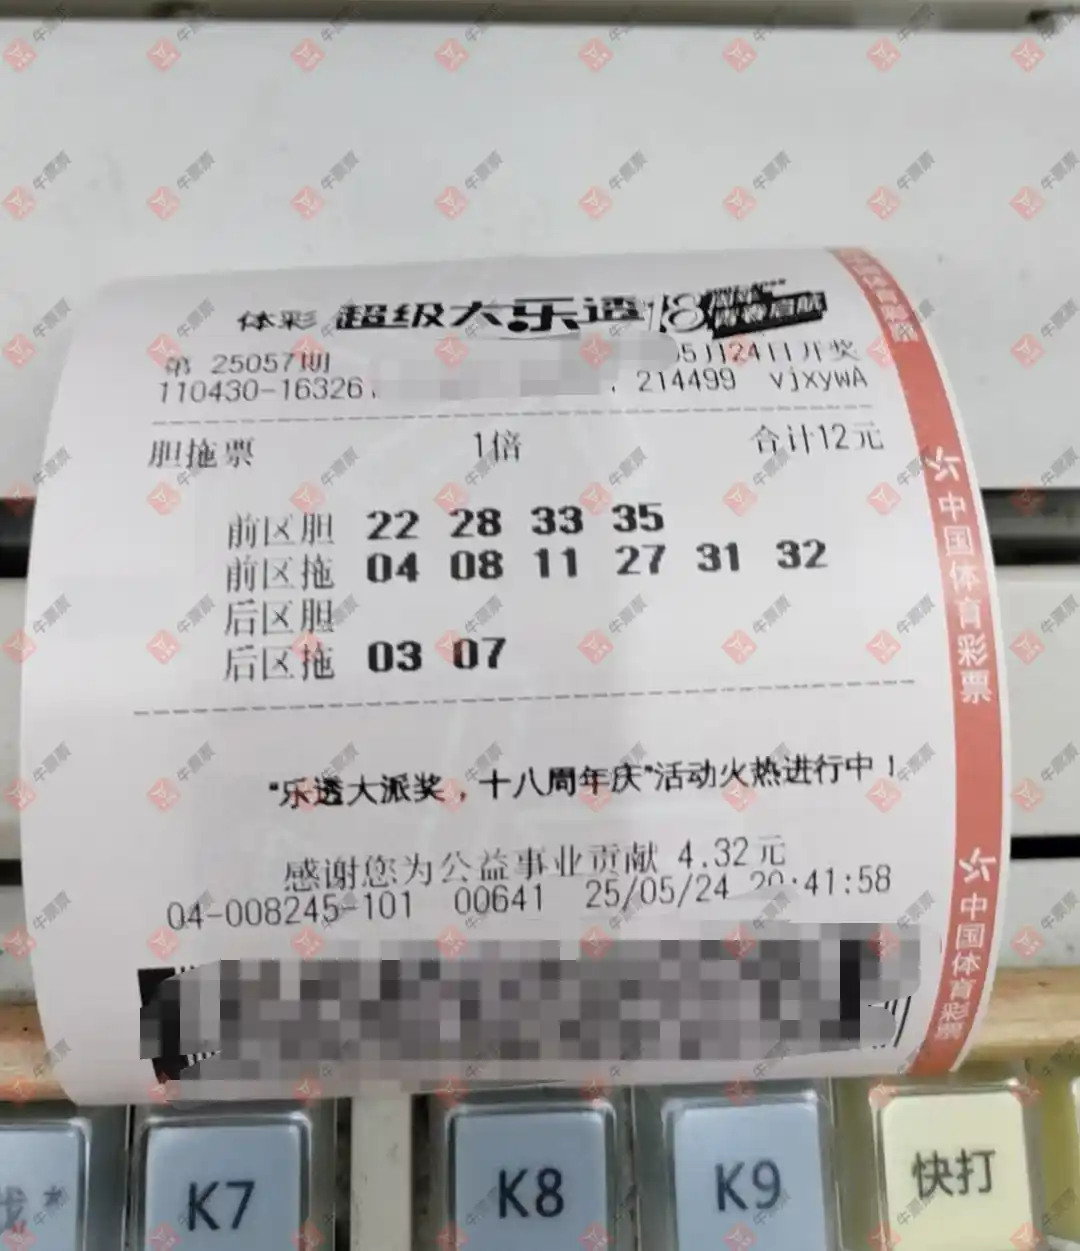 体彩 超级大乐透 18
第 25057期 05月24日开奖
110430-16326 214499 vjxywA
胆拖票 1倍 合计12元
前区胆 22 28 33 35
前区拖 04 08 11 27 31 32
后区胆
后区拖 03 07
“乐透大派奖，十八周年庆”活动火热进行中！
感谢您为公益事业贡献 4.32元
04-008245-101 00641 25/05/24 20:41:58
中国体育彩票
中国体育彩票
K7 K8 K9 快打
牛票票